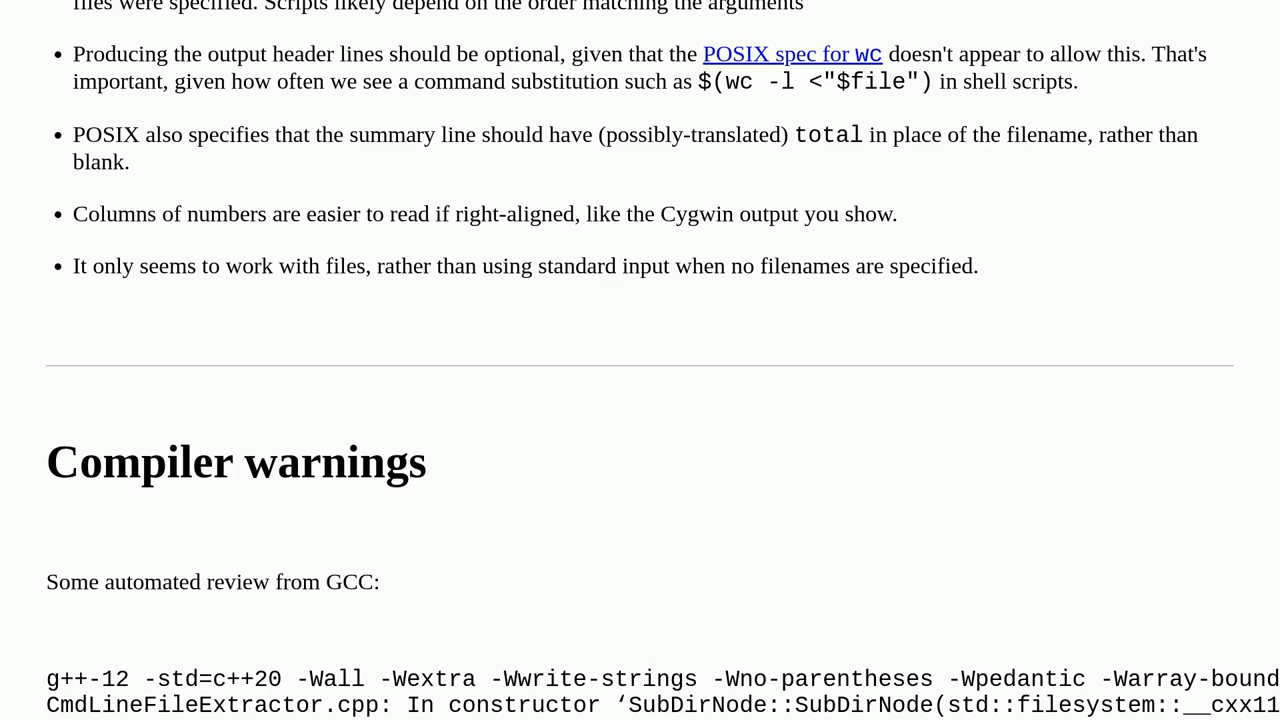 files were specified. Scripts likely depend on the order matching the arguments
• Producing the output header lines should be optional, given that the POSIX spec for wc doesn't appear to allow this. That's
important, given how often we see a command substitution such as $(wc -l <"$file") in shell scripts.
• POSIX also specifies that the summary line should have (possibly-translated) total in place of the filename, rather than
blank.
• Columns of numbers are easier to read if right-aligned, like the Cygwin output you show.
• It only seems to work with files, rather than using standard input when no filenames are specified.
Compiler warnings
Some automated review from GCC:
g++-12 -std=c++20 -Wall -Wextra -Wwrite-strings -Wno-parentheses -Wpedantic -Warray-bound
CmdLineFileExtractor.cpp: In constructor ‘SubDirNode::SubDirNode(std::filesystem::__cxx11